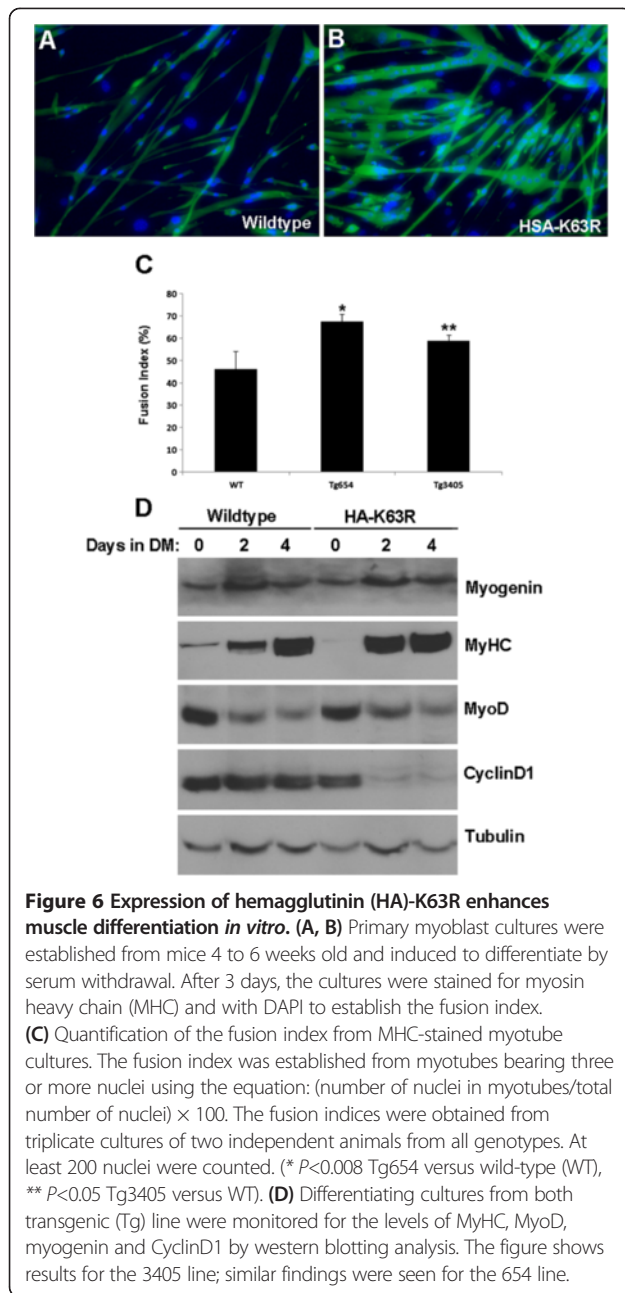 A
B
Wildtype
HSA-K63R
C
80
70
60
50
40
30
20
10
0
Fusion Index (%)
*
**
WT
Tg654
Tg3405
D
Wildtype HA-K63R
Days in DM: 0 2 4 0 2 4
Myogenin
MyHC
MyoD
CyclinD1
Tubulin
Figure 6 Expression of hemagglutinin (HA)-K63R enhances
muscle differentiation in vitro. (A, B) Primary myoblast cultures were
established from mice 4 to 6 weeks old and induced to differentiate by
serum withdrawal. After 3 days, the cultures were stained for myosin
heavy chain (MHC) and with DAPI to establish the fusion index.
(C) Quantification of the fusion index from MHC-stained myotube
cultures. The fusion index was established from myotubes bearing three
or more nuclei using the equation: (number of nuclei in myotubes/total
number of nuclei) × 100. The fusion indices were obtained from
triplicate cultures of two independent animals from all genotypes. At
least 200 nuclei were counted. (* P<0.008 Tg654 versus wild-type (WT),
** P<0.05 Tg3405 versus WT). (D) Differentiating cultures from both
transgenic (Tg) line were monitored for the levels of MyHC, MyoD,
myogenin and CyclinD1 by western blotting analysis. The figure shows
results for the 3405 line; similar findings were seen for the 654 line.